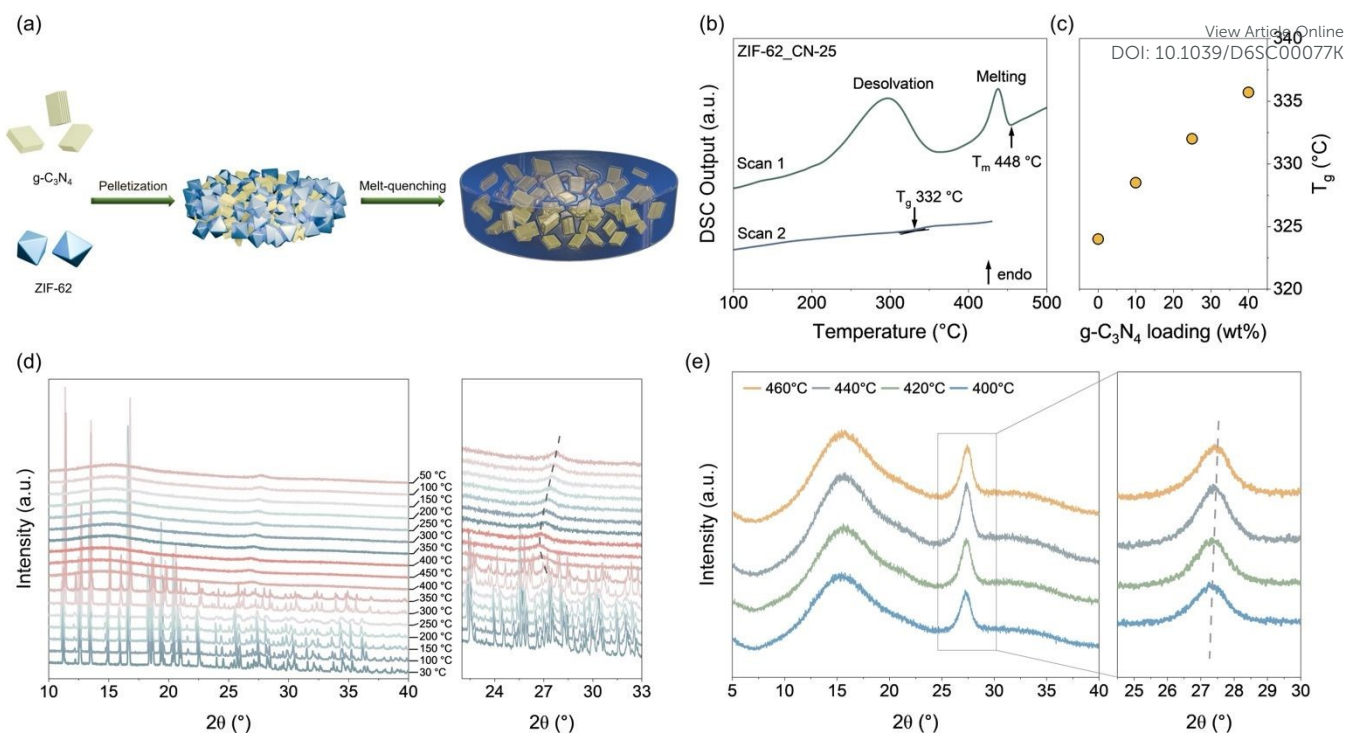 (a)
g-C₃N₄
Pelletization
Melt-quenching
ZIF-62
(b)
ZIF-62_CN-25
Desolvation
Melting
Scan 1
Tm 448 °C
Tg 332 °C
Scan 2
endo
DSC Output (a.u.)
100 200 300 400 500
Temperature (°C)
(c)
View Article Online
DOI: 10.1039/D6SC00077K
340
335
330
325
320
Tg (°C)
0 10 20 30 40
g-C₃N₄ loading (wt%)
(d)
Intensity (a.u.)
50 °C
100 °C
150 °C
200 °C
250 °C
300 °C
350 °C
400 °C
450 °C
400 °C
350 °C
300 °C
250 °C
200 °C
150 °C
100 °C
30 °C
10 15 20 25 30 35 40
2θ (°)
24 27 30 33
2θ (°)
(e)
460°C 440°C 420°C 400°C
Intensity (a.u.)
5 10 15 20 25 30 35 40
2θ (°)
25 26 27 28 29 30
2θ (°)